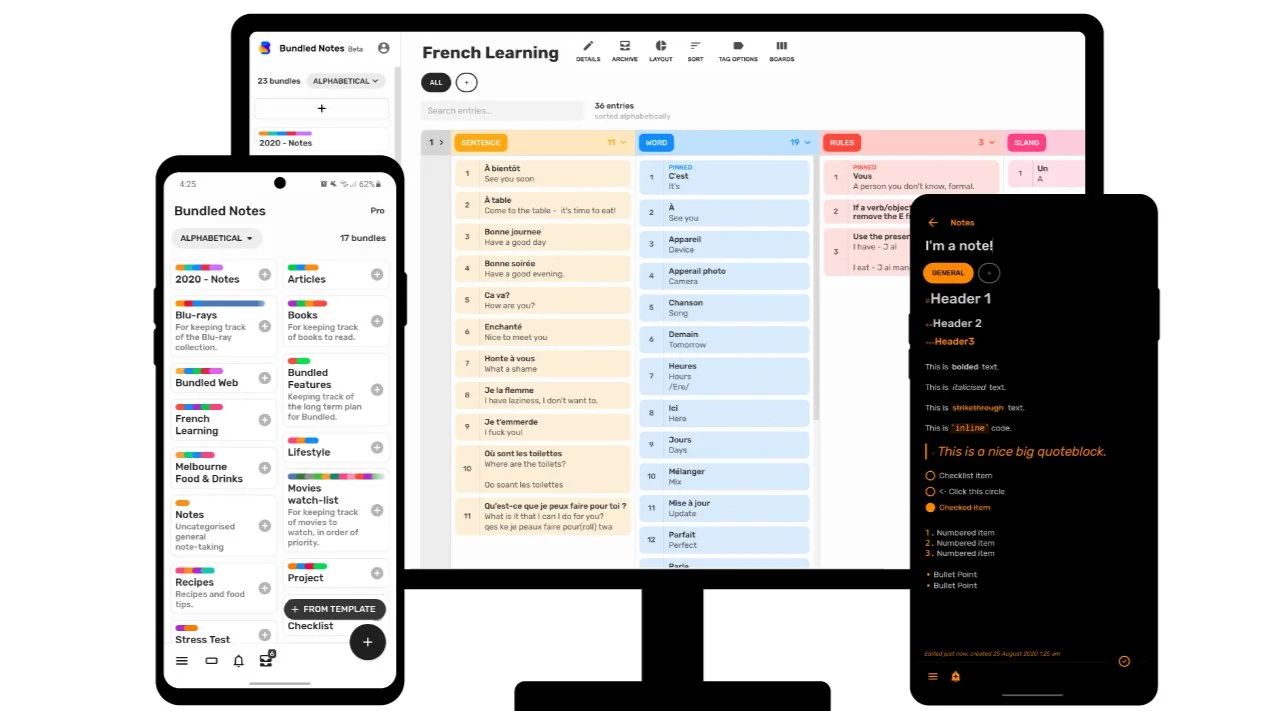 Bundled Notes Beta
23 bundles
ALPHABETICAL
+
2020 - Notes
French Learning
DETAILS
ARCHIVE
LAYOUT
SORT
TAG OPTIONS
BOARDS
ALL
+
Search entries...
36 entries
sorted alphabetically
1 >
SENTENCE
11
1
À bientôt
See you soon
2
À table
Come to the table - it's time to eat!
3
Bonne journee
Have a good day
4
Bonne soirée
Have a good evening.
5
Ca va?
How are you?
6
Enchanté
Nice to meet you
7
Honte à vous
What a shame
8
Je la flemme
I have laziness, I don't want to.
9
Je t'emmerde
I fuck you!
10
Où sont les toilettes
Where are the toilets?
Oo soant les toilettes
11
Qu'est-ce que je peux faire pour toi ?
What is it that I can I do for you?
qes ke je peaux faire pour(roll) twa
WORD
19
PINNED
1
C'est
It's
2
À
See you
3
Appareil
Device
4
Apperail photo
Camera
5
Chanson
Song
6
Demain
Tomorrow
7
Heures
Hours
/Ere/
8
Ici
Here
9
Jours
Days
10
Mélanger
Mix
11
Mise à jour
Update
12
Parfait
Perfect
Parle
RULES
3
PINNED
1
Vous
A person you don't know, formal.
2
If a verb/object
remove the E
3
Use the presen
I have - J ai
I eat - J ai
SLANG
1
Un
A
4:25
62%
Bundled Notes
Pro
ALPHABETICAL
17 bundles
2020 - Notes
Blu-rays
For keeping track
of the Blu-ray
collection.
Bundled Web
French
Learning
Melbourne
Food & Drinks
Notes
Uncategorised
general
note-taking
Recipes
Recipes and food
tips.
Stress Test
Articles
Books
For keeping track
of books to read.
Bundled
Features
Keeping track of
the long term plan
for Bundled.
Lifestyle
Movies
watch-list
For keeping track
of movies to
watch, in order of
priority.
Project
+ FROM TEMPLATE
Checklist
+
6
Notes
I'm a note!
GENERAL
+
Header 1
Header 2
Header3
This is bolded text.
This is italicised text.
This is strikethrough text.
This is `inline` code.
This is a nice big quoteblock.
Checklist item
<- Click this circle
Checked item
1. Numbered item
2. Numbered item
3. Numbered item
• Bullet Point
• Bullet Point
Edited just now, created 25 August 2020 1:25 am